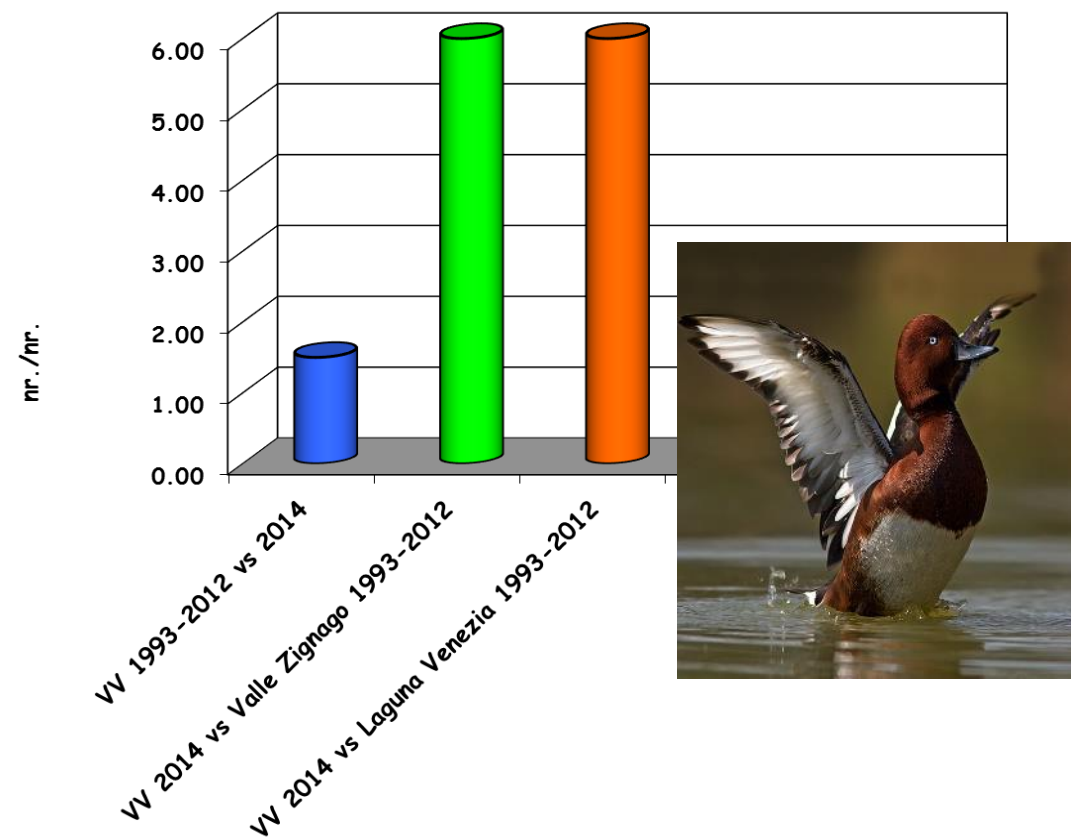 6.00
5.00
4.00
3.00
2.00
1.00
0.00
nr./nr.
VV 1993-2012 vs 2014
VV 2014 vs Valle Zignago 1993-2012
VV 2014 vs Laguna Venezia 1993-2012